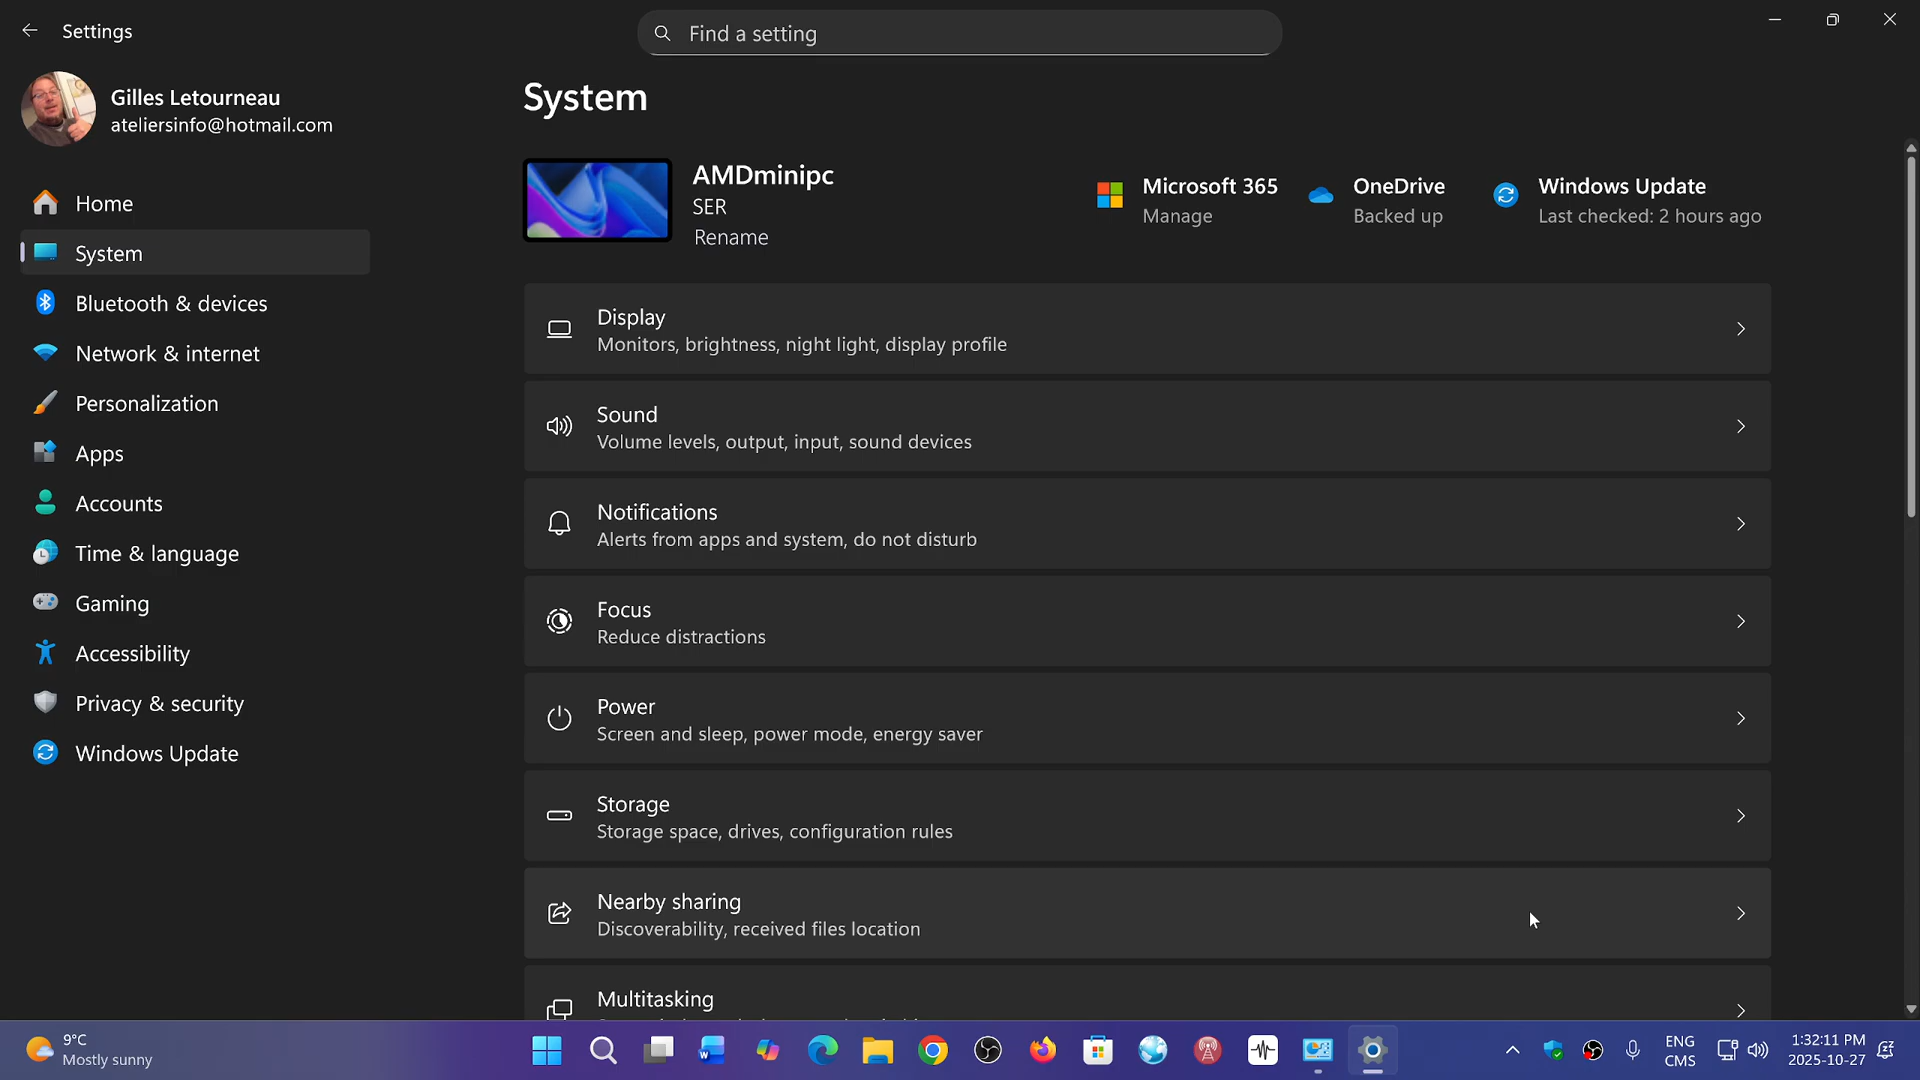 Settings
Find a setting
Gilles Letourneau
ateliersinfo@hotmail.com
Home
System
Bluetooth & devices
Network & internet
Personalization
Apps
Accounts
Time & language
Gaming
Accessibility
Privacy & security
Windows Update
System
AMDminipc
SER
Rename
Microsoft 365
Manage
OneDrive
Backed up
Windows Update
Last checked: 2 hours ago
Display
Monitors, brightness, night light, display profile
Sound
Volume levels, output, input, sound devices
Notifications
Alerts from apps and system, do not disturb
Focus
Reduce distractions
Power
Screen and sleep, power mode, energy saver
Storage
Storage space, drives, configuration rules
Nearby sharing
Discoverability, received files location
Multitasking
9°C
Mostly sunny
ENG
CMS
1:32:11 PM
2025-10-27